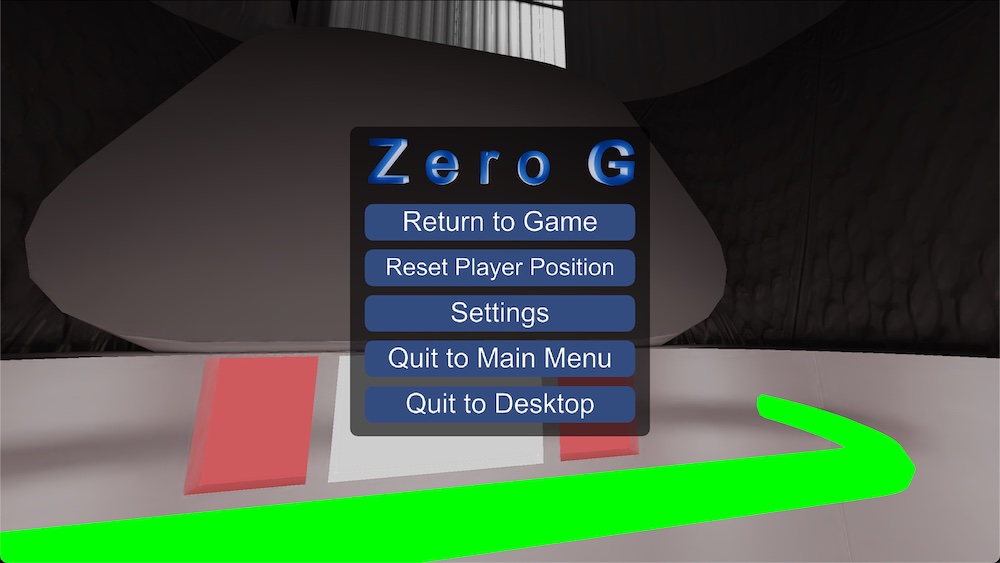 Zero G
Return to Game
Reset Player Position
Settings
Quit to Main Menu
Quit to Desktop